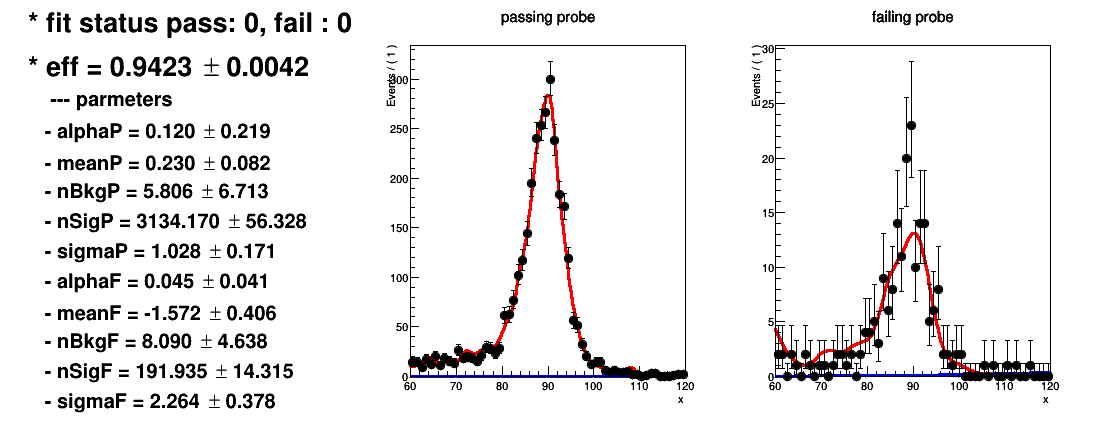 * fit status pass: 0, fail : 0
* eff = 0.9423 ± 0.0042
--- parmeters
- alphaP = 0.120 ± 0.219
- meanP = 0.230 ± 0.082
- nBkgP = 5.806 ± 6.713
- nSigP = 3134.170 ± 56.328
- sigmaP = 1.028 ± 0.171
- alphaF = 0.045 ± 0.041
- meanF = -1.572 ± 0.406
- nBkgF = 8.090 ± 4.638
- nSigF = 191.935 ± 14.315
- sigmaF = 2.264 ± 0.378
passing probe
Events / ( 1 )
300
250
200
150
100
50
0
60 70 80 90 100 110 120
x
failing probe
Events / ( 1 )
30
25
20
15
10
5
0
60 70 80 90 100 110 120
x